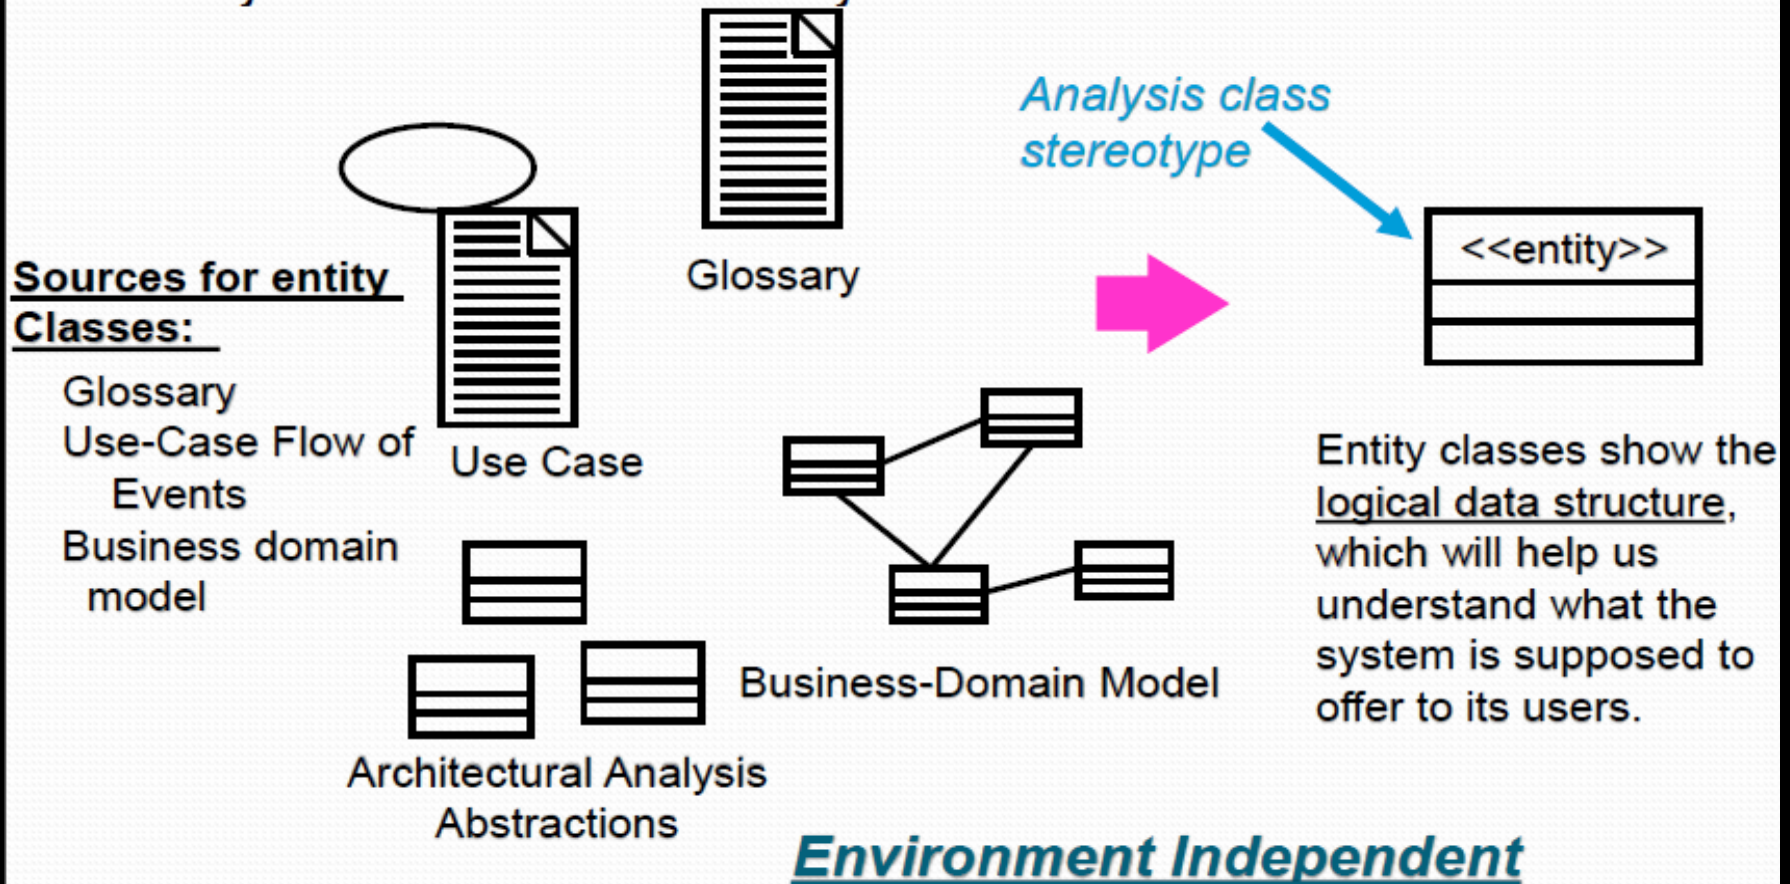 Glossary
Analysis class
stereotype
<<entity>>
Sources for entity
Classes:
Glossary
Use-Case Flow of
Events
Business domain
model
Use Case
Business-Domain Model
Architectural Analysis
Abstractions
Entity classes show the
logical data structure,
which will help us
understand what the
system is supposed to
offer to its users.
Environment Independent